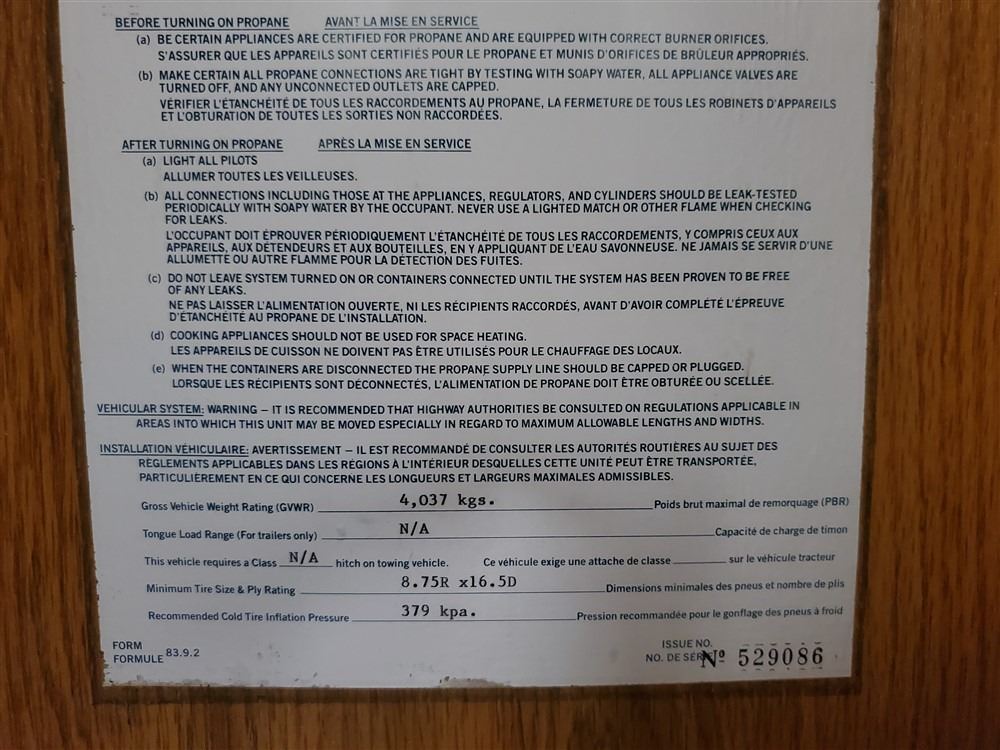 BEFORE TURNING ON PROPANE AVANT LA MISE EN SERVICE
(a) BE CERTAIN APPLIANCES ARE CERTIFIED FOR PROPANE AND ARE EQUIPPED WITH CORRECT BURNER ORIFICES.
S'ASSURER QUE LES APPAREILS SONT CERTIFIÉS POUR LE PROPANE ET MUNIS D'ORIFICES DE BRÛLEUR APPROPRIÉS.
(b) MAKE CERTAIN ALL PROPANE CONNECTIONS ARE TIGHT BY TESTING WITH SOAPY WATER, ALL APPLIANCE VALVES ARE
TURNED OFF, AND ANY UNCONNECTED OUTLETS ARE CAPPED.
VÉRIFIER L'ÉTANCHÉITÉ DE TOUS LES RACCORDEMENTS AU PROPANE, LA FERMETURE DE TOUS LES ROBINETS D'APPAREILS
ET L'OBTURATION DE TOUTES LES SORTIES NON RACCORDÉES.
AFTER TURNING ON PROPANE APRÈS LA MISE EN SERVICE
(a) LIGHT ALL PILOTS
ALLUMER TOUTES LES VEILLEUSES.
(b) ALL CONNECTIONS INCLUDING THOSE AT THE APPLIANCES, REGULATORS, AND CYLINDERS SHOULD BE LEAK-TESTED
PERIODICALLY WITH SOAPY WATER BY THE OCCUPANT. NEVER USE A LIGHTED MATCH OR OTHER FLAME WHEN CHECKING
FOR LEAKS.
L'OCCUPANT DOIT ÉPROUVER PÉRIODIQUEMENT L'ÉTANCHÉITÉ DE TOUS LES RACCORDEMENTS, Y COMPRIS CEUX AUX
APPAREILS, AUX DÉTENDEURS ET AUX BOUTEILLES, EN Y APPLIQUANT DE L'EAU SAVONNEUSE. NE JAMAIS SE SERVIR D'UNE
ALLUMETTE OU AUTRE FLAMME POUR LA DÉTECTION DES FUITES.
(c) DO NOT LEAVE SYSTEM TURNED ON OR CONTAINERS CONNECTED UNTIL THE SYSTEM HAS BEEN PROVEN TO BE FREE
OF ANY LEAKS.
NE PAS LAISSER L'ALIMENTATION OUVERTE, NI LES RÉCIPIENTS RACCORDÉS, AVANT D'AVOIR COMPLÉTÉ L'ÉPREUVE
D'ÉTANCHÉITÉ AU PROPANE DE L'INSTALLATION.
(d) COOKING APPLIANCES SHOULD NOT BE USED FOR SPACE HEATING.
LES APPAREILS DE CUISSON NE DOIVENT PAS ÊTRE UTILISÉS POUR LE CHAUFFAGE DES LOCAUX.
(e) WHEN THE CONTAINERS ARE DISCONNECTED THE PROPANE SUPPLY LINE SHOULD BE CAPPED OR PLUGGED.
LORSQUE LES RÉCIPIENTS SONT DÉCONNECTÉS, L'ALIMENTATION DE PROPANE DOIT ÊTRE OBTURÉE OU SCELLÉE.
VEHICULAR SYSTEM: WARNING – IT IS RECOMMENDED THAT HIGHWAY AUTHORITIES BE CONSULTED ON REGULATIONS APPLICABLE IN
AREAS INTO WHICH THIS UNIT MAY BE MOVED ESPECIALLY IN REGARD TO MAXIMUM ALLOWABLE LENGTHS AND WIDTHS.
INSTALLATION VÉHICULAIRE: AVERTISSEMENT – IL EST RECOMMANDÉ DE CONSULTER LES AUTORITÉS ROUTIÈRES AU SUJET DES
RÈGLEMENTS APPLICABLES DANS LES RÉGIONS À L'INTÉRIEUR DESQUELLES CETTE UNITÉ PEUT ÊTRE TRANSPORTÉE,
PARTICULIÈREMENT EN CE QUI CONCERNE LES LONGUEURS ET LARGEURS MAXIMALES ADMISSIBLES.
Gross Vehicle Weight Rating (GVWR) 4,037 kgs. Poids brut maximal de remorquage (PBR)
Tongue Load Range (For trailers only) N/A Capacité de charge de timon
This vehicle requires a Class N/A hitch on towing vehicle. Ce véhicule exige une attache de classe sur le véhicule tracteur
Minimum Tire Size & Ply Rating 8.75R x16.5D Dimensions minimales des pneus et nombre de plis
Recommended Cold Tire Inflation Pressure 379 kpa. Pression recommandée pour le gonflage des pneus à froid
FORM
FORMULE 83.9.2
ISSUE NO.
NO. DE SÉRIE Nº 529086